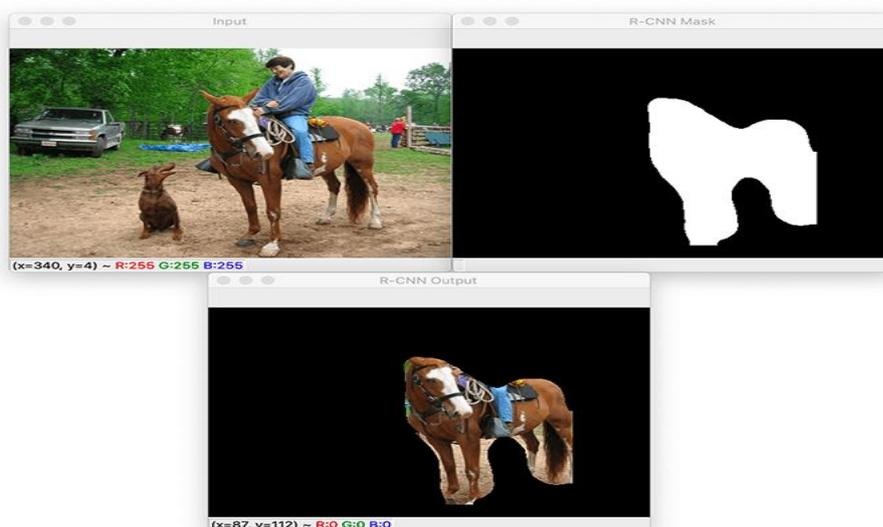 Input
R-CNN Mask
(x=340, y=4) ~ R:255 G:255 B:255
R-CNN Output
(x=87, y=112) ~ R:0 G:0 B:0